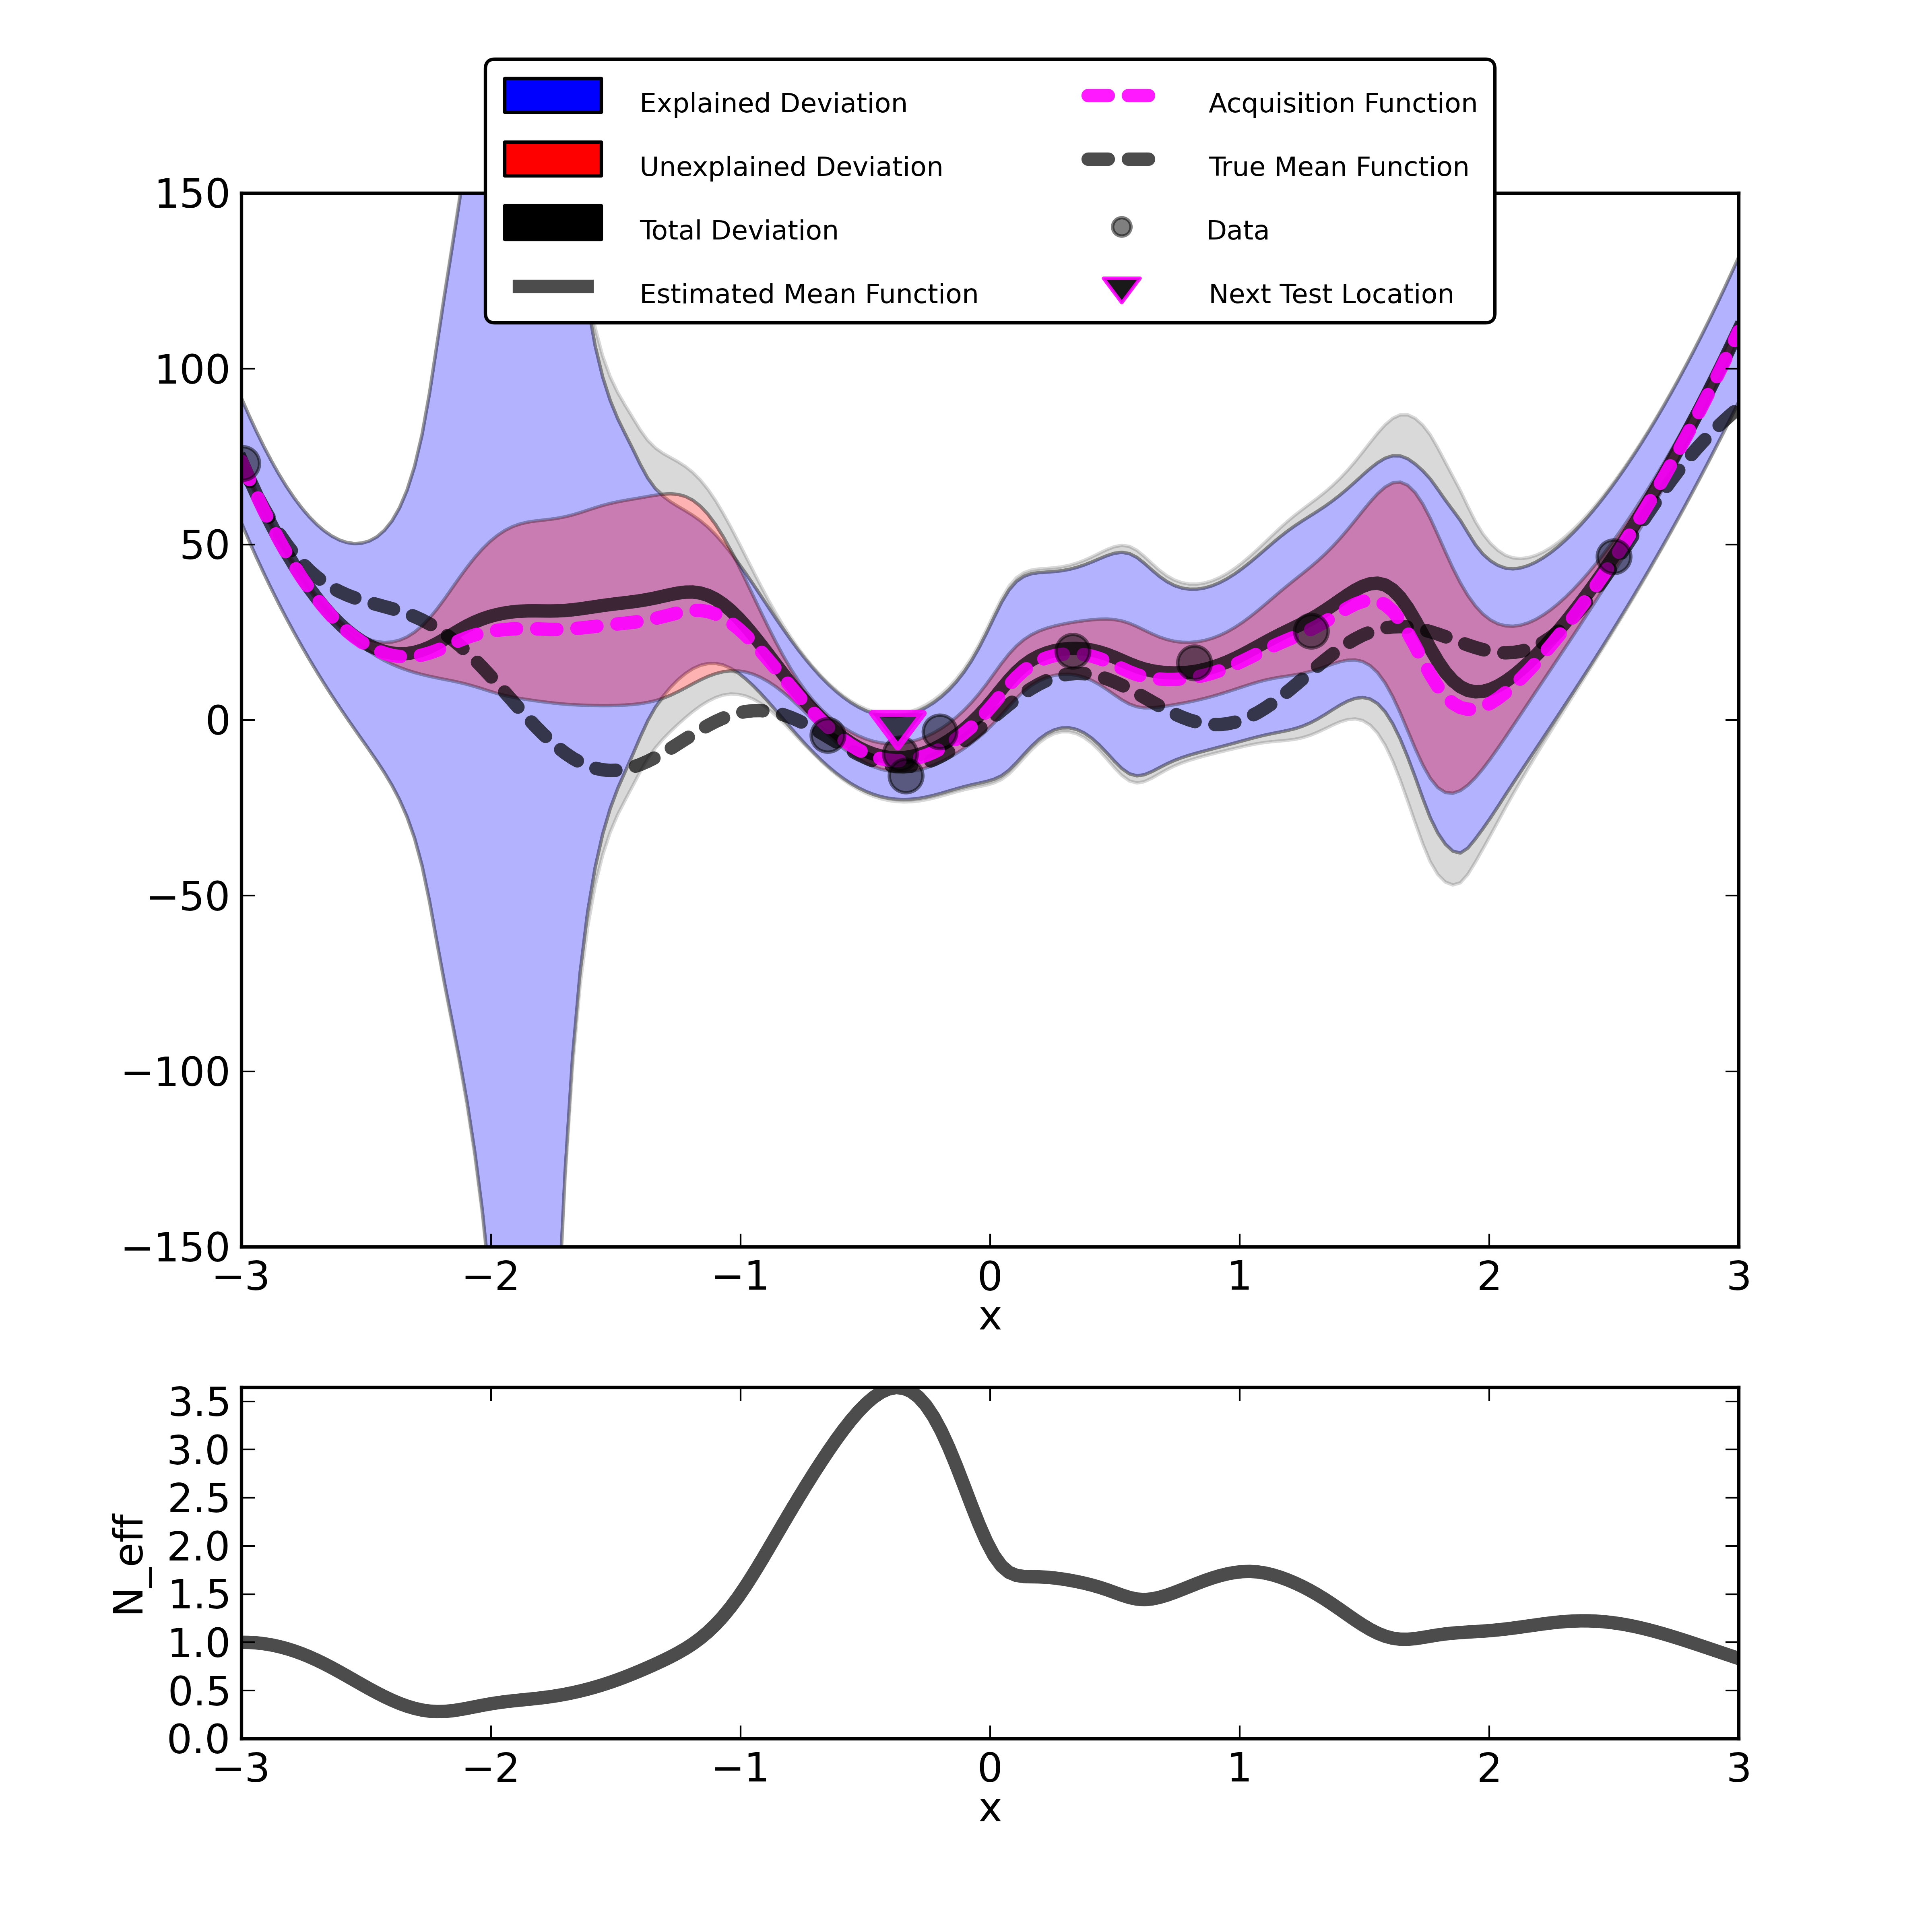 Explained Deviation
Unexplained Deviation
Total Deviation
Estimated Mean Function
Acquisition Function
True Mean Function
Data
Next Test Location
150
100
50
0
−50
−100
−150
−3 −2 −1 0 1 2 3
x
N_eff
3.5
3.0
2.5
2.0
1.5
1.0
0.5
0.0
−3 −2 −1 0 1 2 3
x